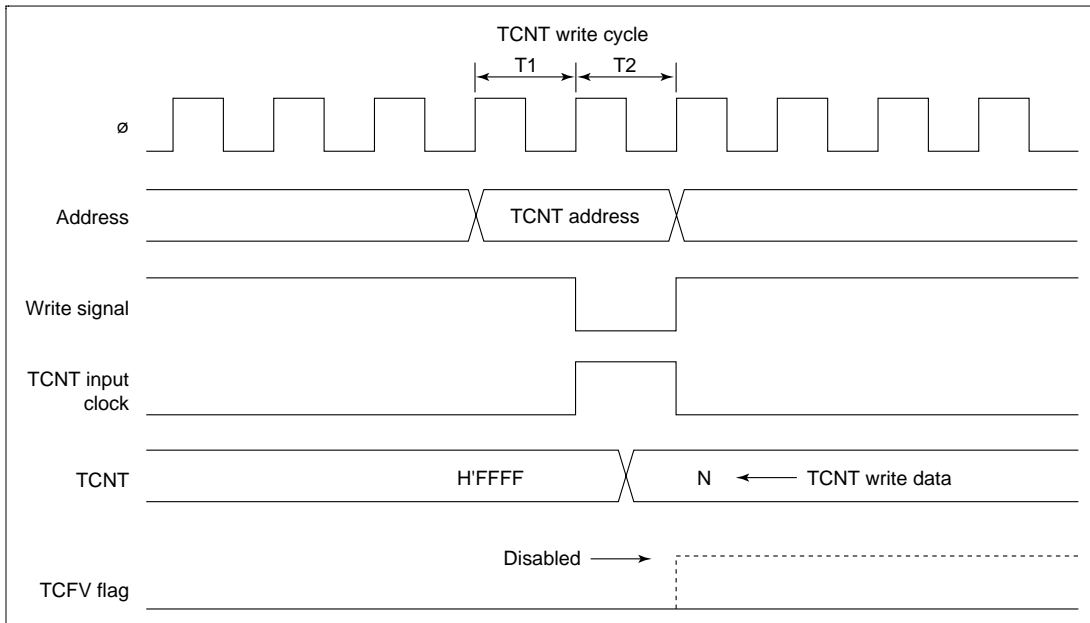 TCNT write cycle
T1
T2
ø
Address
TCNT address
Write signal
TCNT input
clock
TCNT
H'FFFF
N
TCNT write data
Disabled
TCFV flag